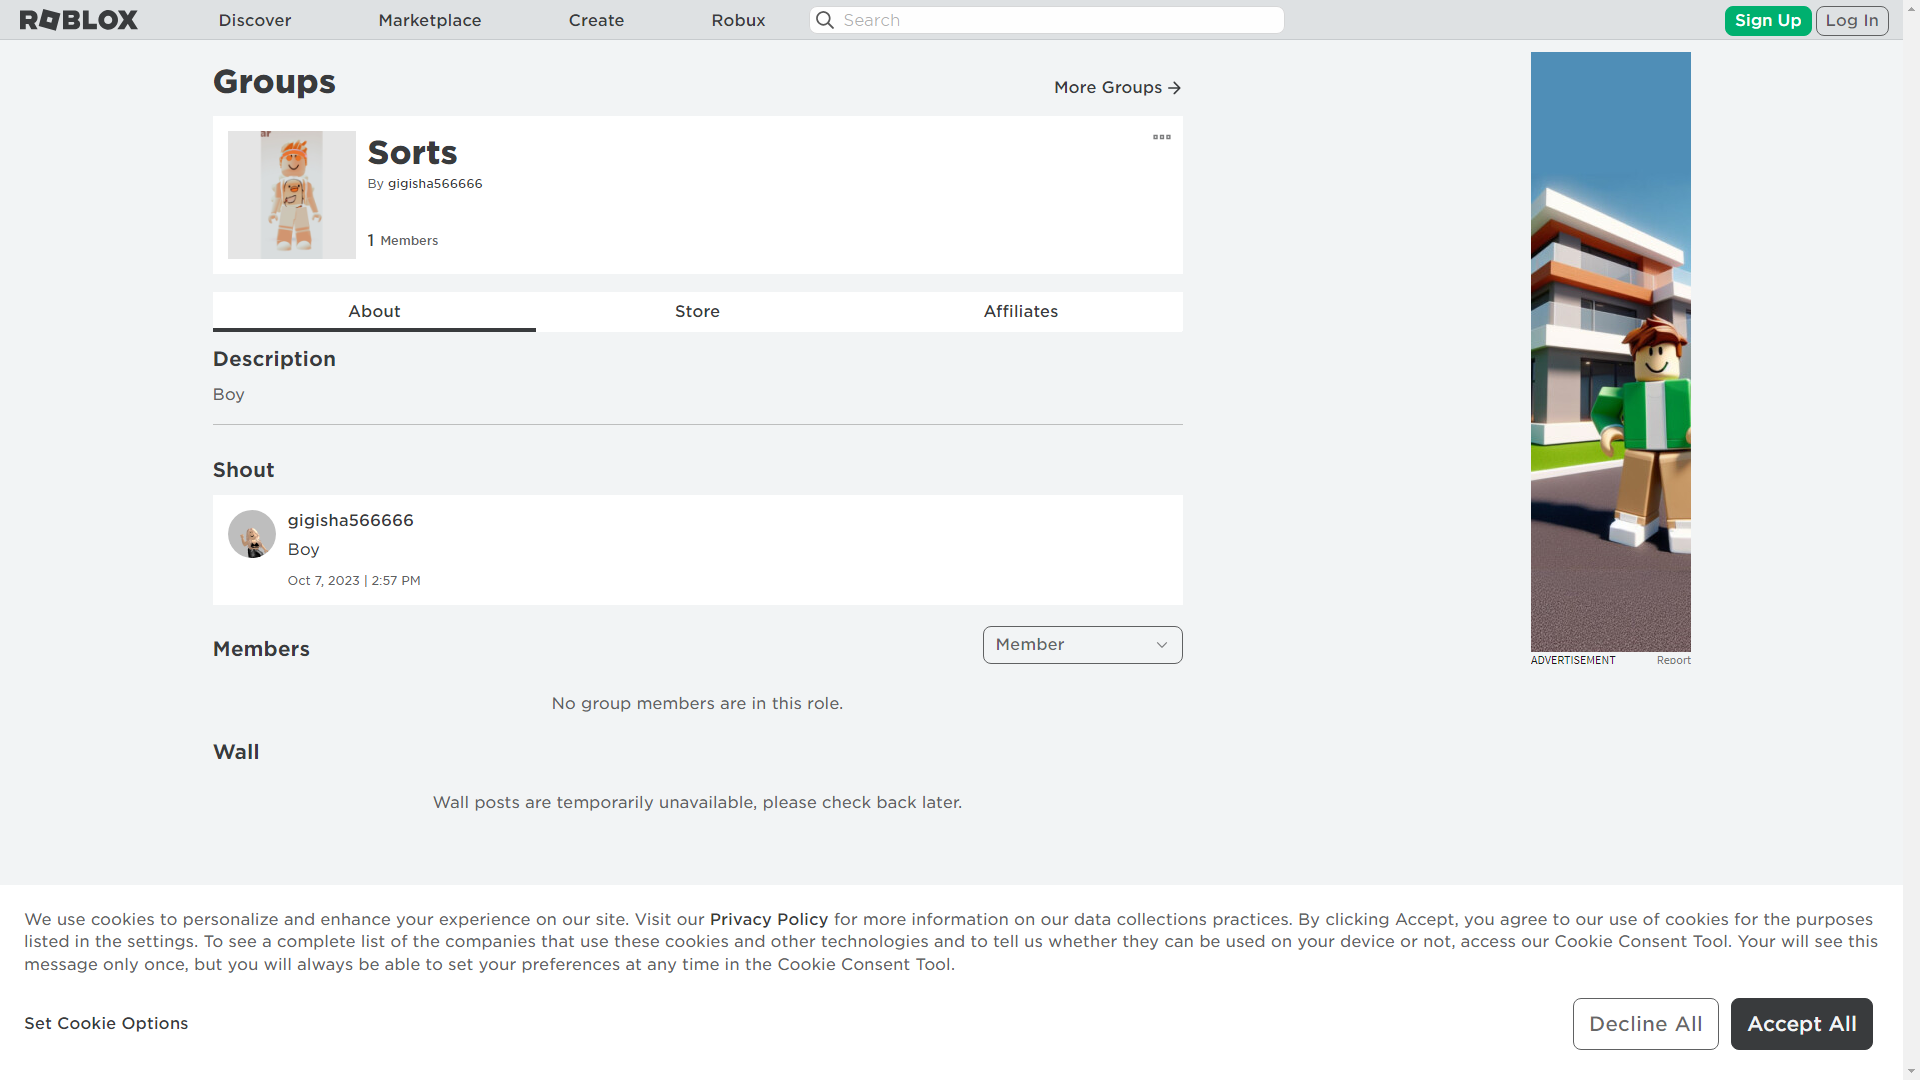 ROBLOX
Discover
Marketplace
Create
Robux
Search
Sign Up
Log In
Groups
More Groups
ar
Sorts
By gigisha566666
1 Members
About
Store
Affiliates
Description
Boy
Shout
gigisha566666
Boy
Oct 7, 2023 | 2:57 PM
Members
Member
No group members are in this role.
Wall
Wall posts are temporarily unavailable, please check back later.
ADVERTISEMENT
Report
We use cookies to personalize and enhance your experience on our site. Visit our Privacy Policy for more information on our data collections practices. By clicking Accept, you agree to our use of cookies for the purposes
listed in the settings. To see a complete list of the companies that use these cookies and other technologies and to tell us whether they can be used on your device or not, access our Cookie Consent Tool. Your will see this
message only once, but you will always be able to set your preferences at any time in the Cookie Consent Tool.
Set Cookie Options
Decline All
Accept All